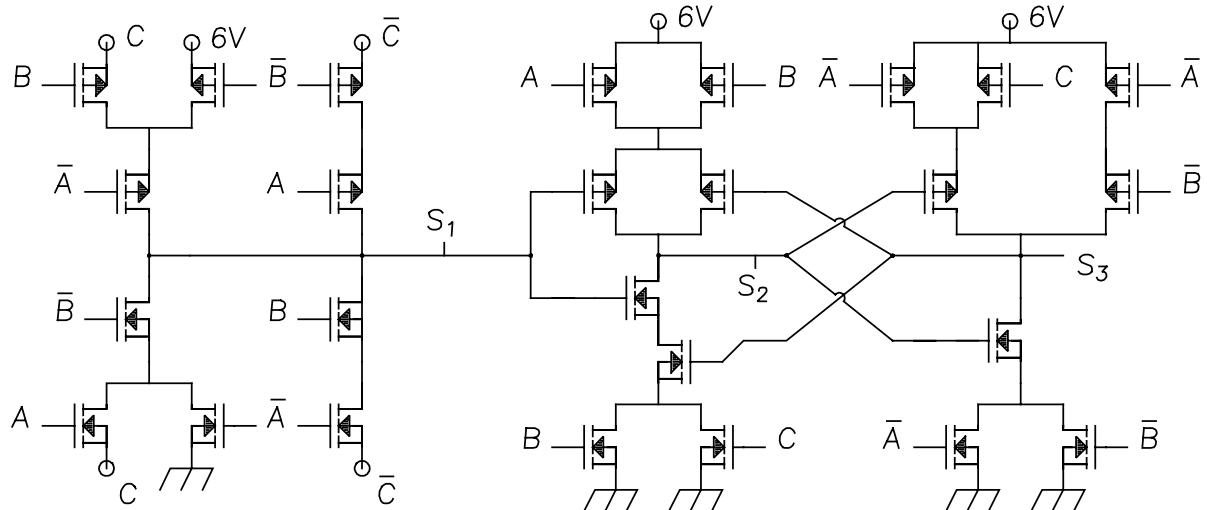 C 6V C̅ 6V 6V
B B̅ A B A̅ C A̅
A̅ A B̅
S₁
S₂ S₃
B̅ B
A A̅ B C A̅ B̅
C C̅